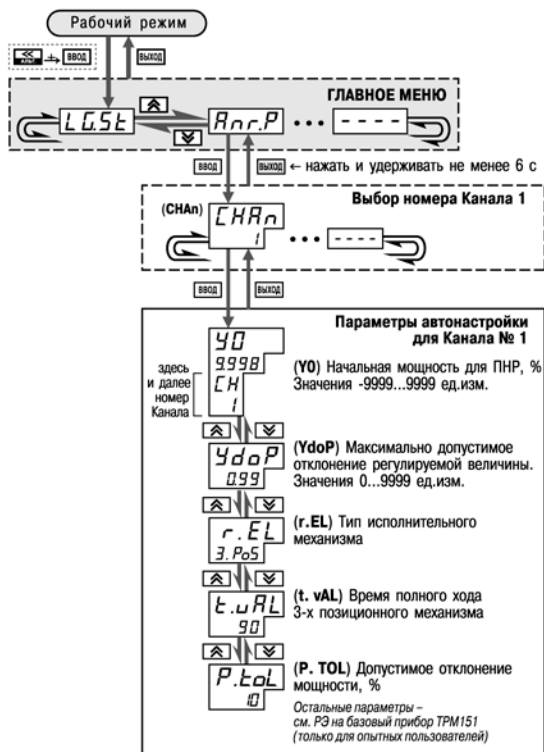 Рабочий режим
≪ АЛЬТ + ВВОД ВЫХОД
ГЛАВНОЕ МЕНЮ
LG.St Anr.P • • • - - - -
ВВОД ВЫХОД ← нажать и удерживать не менее 6 с
Выбор номера Канала 1
(CHAn) CHAn
1 • • • - - - -
ВВОД ВЫХОД
Параметры автонастройки
для Канала № 1
Y0
9.998
CH
1
здесь
и далее
номер
Канала
(Y0) Начальная мощность для ПНР, %
Значения -9999...9999 ед.изм.
YdoP
0.99
(YdoP) Максимально допустимое
отклонение регулируемой величины.
Значения 0...9999 ед.изм.
r.EL
3.PoS
(r.EL) Тип исполнительного
механизма
t.vAL
90
(t. vAL) Время полного хода
3-х позиционного механизма
P.toL
10
(P. TOL) Допустимое отклонение
мощности, %
Остальные параметры –
см. РЭ на базовый прибор ТРМ151
(только для опытных пользователей)